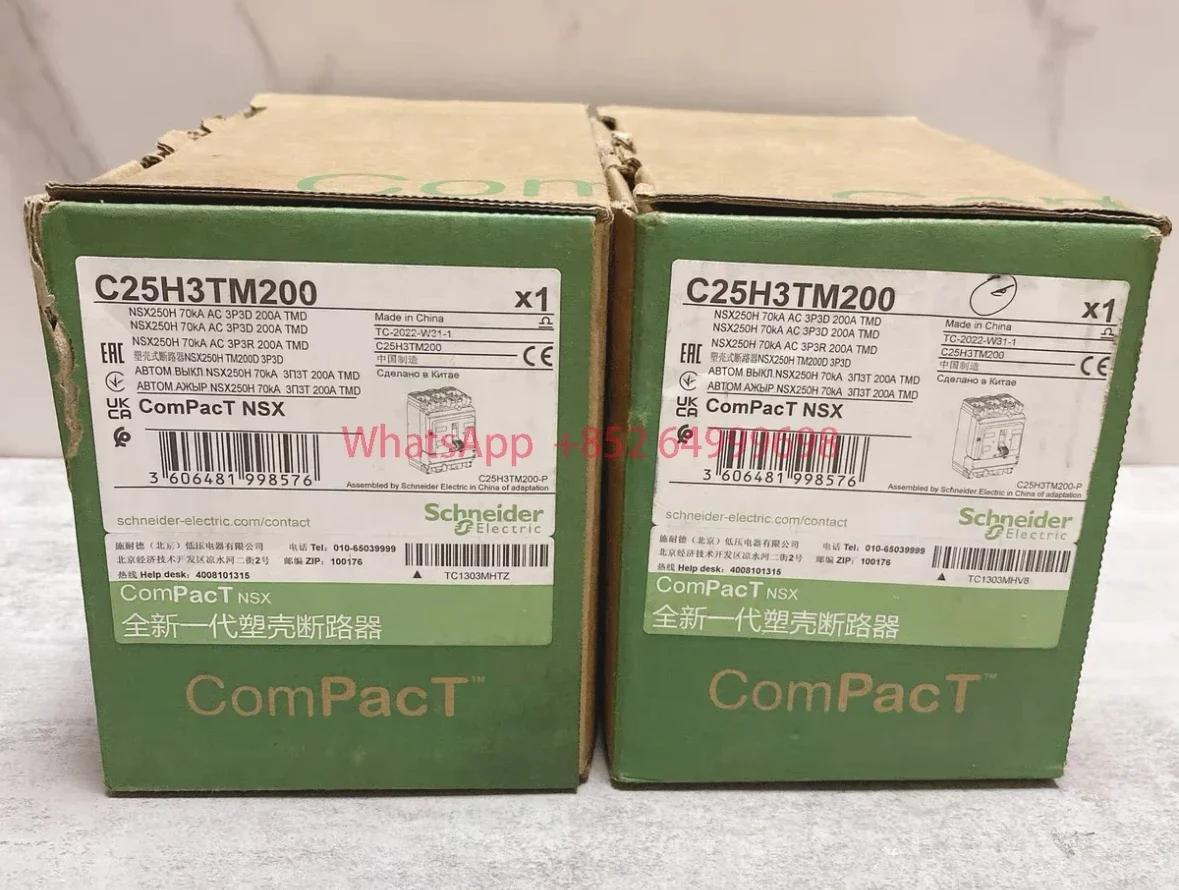 Com
Com
C25H3TM200
x1
NSX250H 70kA AC 3P3D 200A TMD
NSX250H 70kA AC 3P3D 200A TMD
NSX250H 70kA AC 3P3R 200A TMD
塑壳式断路器NSX250H TM200D 3P3D
АВТОМ ВЫКЛ NSX250H 70kA 3П3Т 200A TMD
АВТОМ АЖЫР NSX250H 70kA 3П3Т 200A TMD
Made in China
TC-2022-W31-1
C25H3TM200
中国制造
Сделано в Китае
EAC
CE
UK
CA
ComPacT NSX
3 606481 998576
C25H3TM200-P
Assembled by Schneider Electric in China of adaptation
schneider-electric.com/contact
Schneider
Electric
施耐德（北京）低压电器有限公司 电话 Tel: 010-65039999
北京经济技术开发区凉水河二街2号 邮编 ZIP: 100176
热线 Help desk: 4008101315
TC1303MHTZ
ComPacT NSX
全新一代塑壳断路器
ComPacT™
C25H3TM200
x1
NSX250H 70kA AC 3P3D 200A TMD
NSX250H 70kA AC 3P3D 200A TMD
NSX250H 70kA AC 3P3R 200A TMD
塑壳式断路器NSX250H TM200D 3P3D
АВТОМ ВЫКЛ NSX250H 70kA 3П3Т 200A TMD
АВТОМ АЖЫР NSX250H 70kA 3П3Т 200A TMD
Made in China
TC-2022-W31-1
C25H3TM200
中国制造
Сделано в Китае
EAC
CE
UK
CA
ComPacT NSX
3 606481 998576
C25H3TM200-P
Assembled by Schneider Electric in China of adaptation
schneider-electric.com/contact
Schneider
Electric
施耐德（北京）低压电器有限公司 电话 Tel: 010-65039999
北京经济技术开发区凉水河二街2号 邮编 ZIP: 100176
热线 Help desk: 4008101315
TC1303MHV8
ComPacT NSX
全新一代塑壳断路器
ComPacT™
WhatsApp +852 64999698